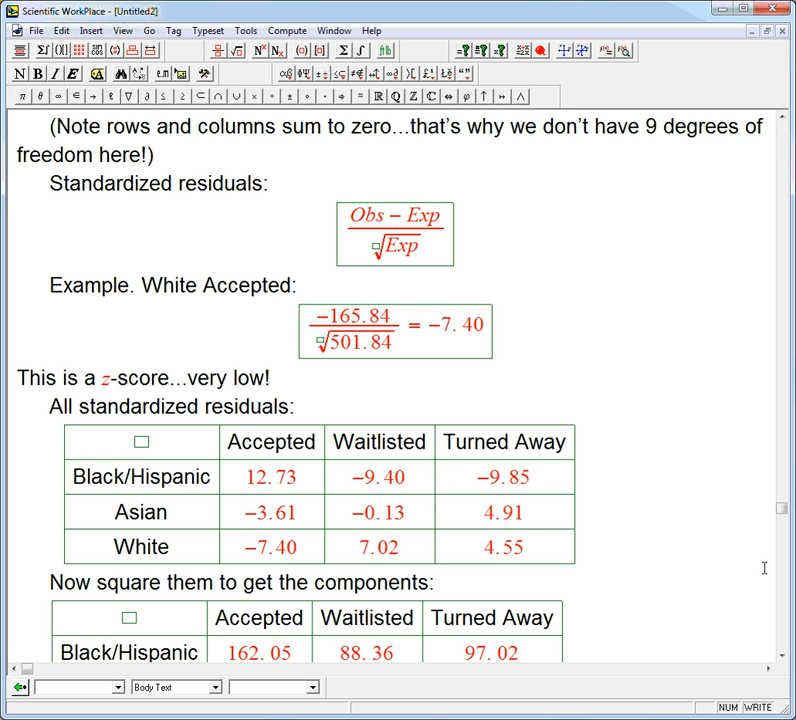 Scientific WorkPlace - [Untitled2]
File Edit Insert View Go Tag Typeset Tools Compute Window Help
(Note rows and columns sum to zero...that's why we don't have 9 degrees of
freedom here!)
Standardized residuals:
Obs − Exp
√Exp
Example. White Accepted:
−165.84
√501.84
= −7.40
This is a z-score...very low!
All standardized residuals:
Accepted Waitlisted Turned Away
Black/Hispanic 12.73 −9.40 −9.85
Asian −3.61 −0.13 4.91
White −7.40 7.02 4.55
Now square them to get the components:
Accepted Waitlisted Turned Away
Black/Hispanic 162.05 88.36 97.02
Body Text
NUM WRITE